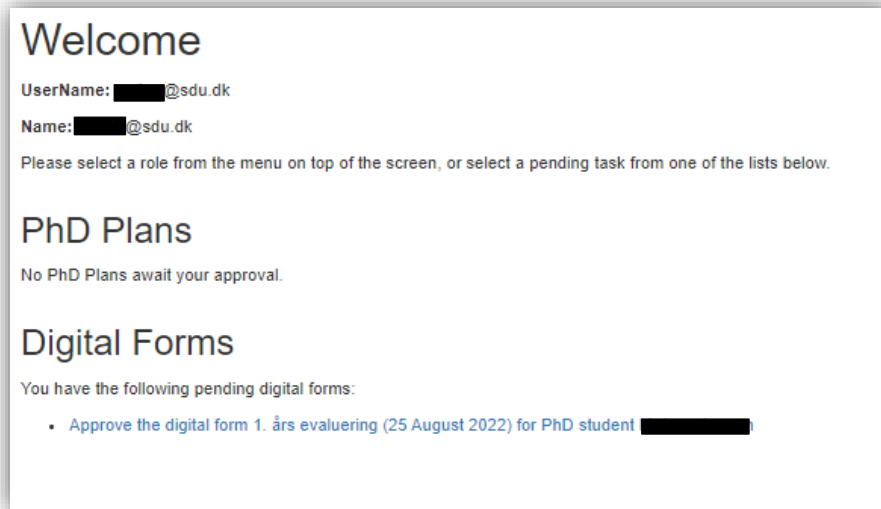 Welcome
UserName: @sdu.dk
Name: @sdu.dk
Please select a role from the menu on top of the screen, or select a pending task from one of the lists below.
PhD Plans
No PhD Plans await your approval.
Digital Forms
You have the following pending digital forms:
• Approve the digital form 1. års evaluering (25 August 2022) for PhD student